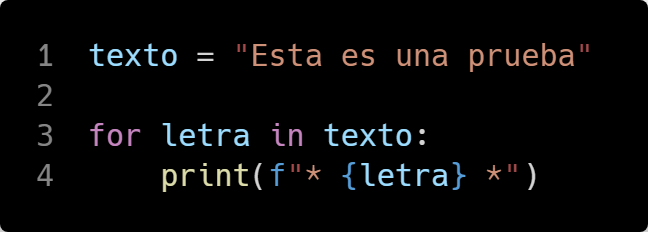 1 texto = "Esta es una prueba"
2
3 for letra in texto:
4     print(f"* {letra} *")